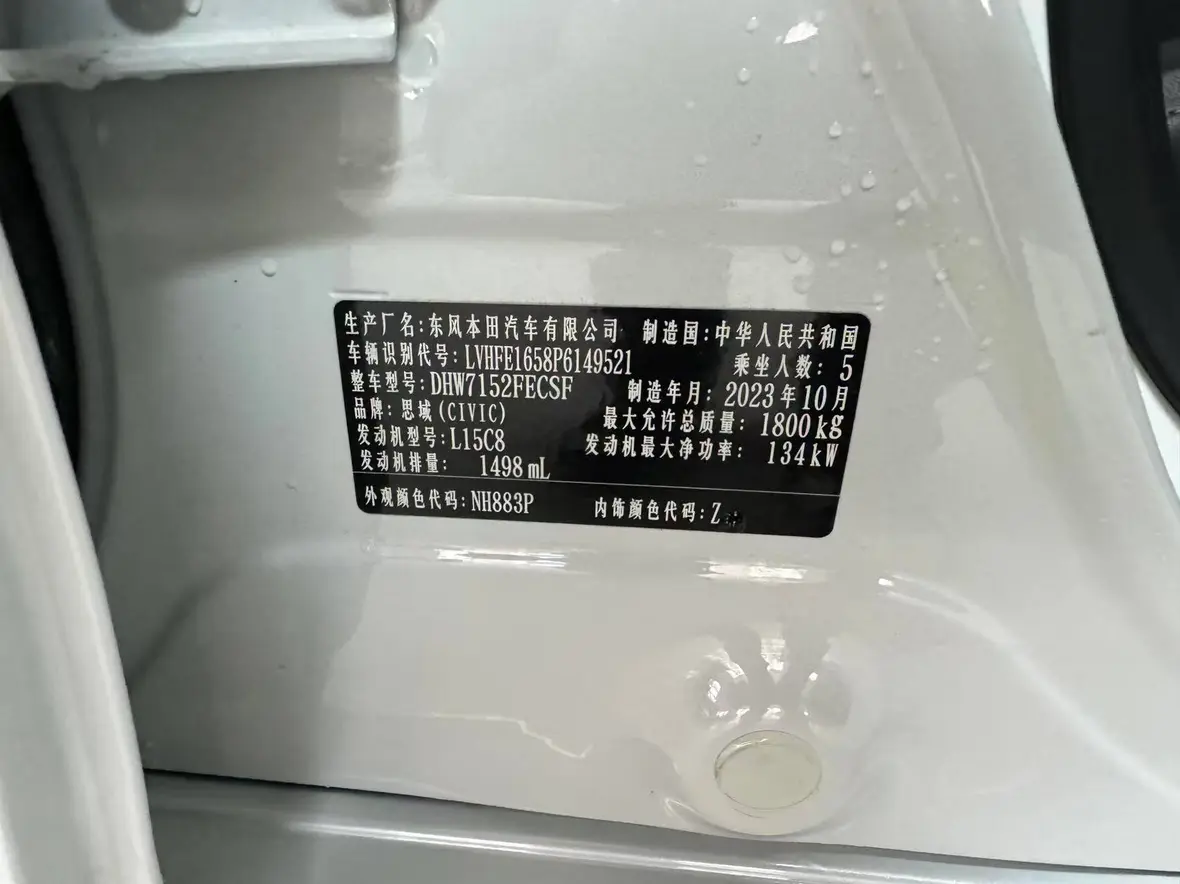 生产厂名:东风本田汽车有限公司 制造国:中华人民共和国
车辆识别代号:LVHFE1658P6149521 乘坐人数:5
整车型号:DHW7152FECSF 制造年月:2023年10月
品牌:思域(CIVIC) 最大允许总质量:1800kg
发动机型号:L15C8 发动机最大净功率:134kW
发动机排量: 1498mL
外观颜色代码:NH883P 内饰颜色代码:Z